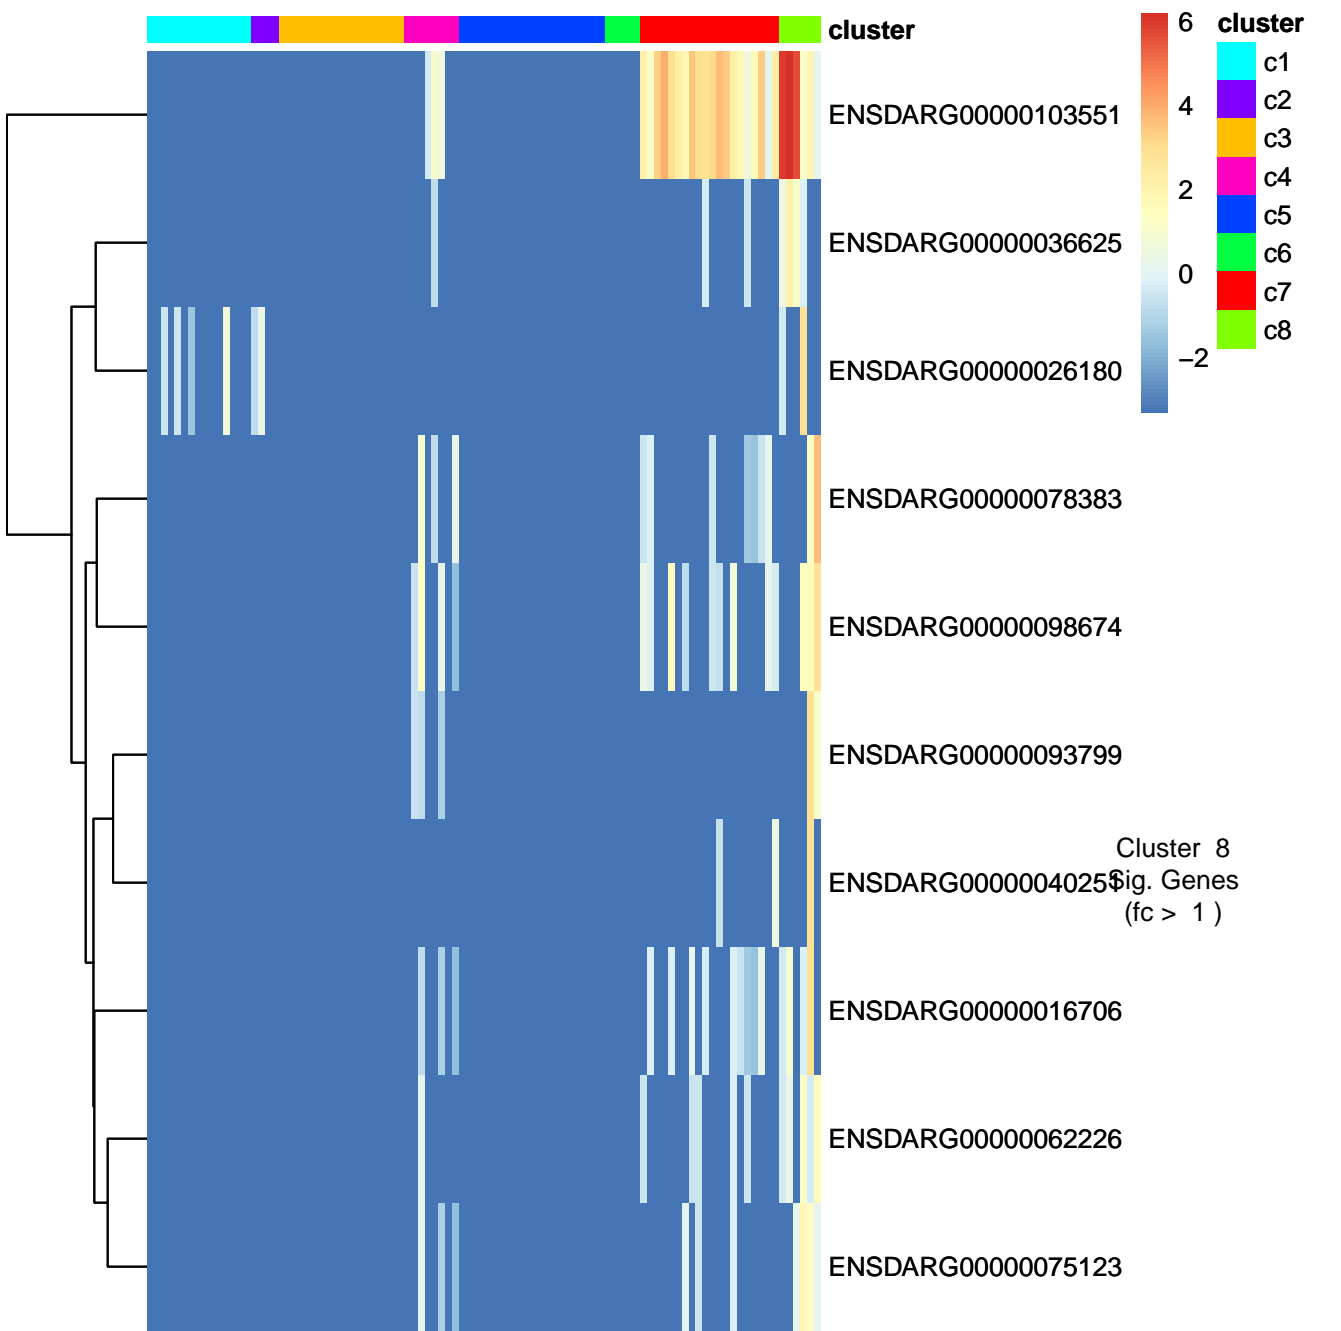 cluster
ENSDARG00000103551
ENSDARG00000036625
ENSDARG00000026180
ENSDARG00000078383
ENSDARG00000098674
ENSDARG00000093799
ENSDARG00000040251
ENSDARG00000016706
ENSDARG00000062226
ENSDARG00000075123
6
4
2
0
−2
cluster
c1
c2
c3
c4
c5
c6
c7
c8
Cluster  8
Sig. Genes
(fc >  1 )